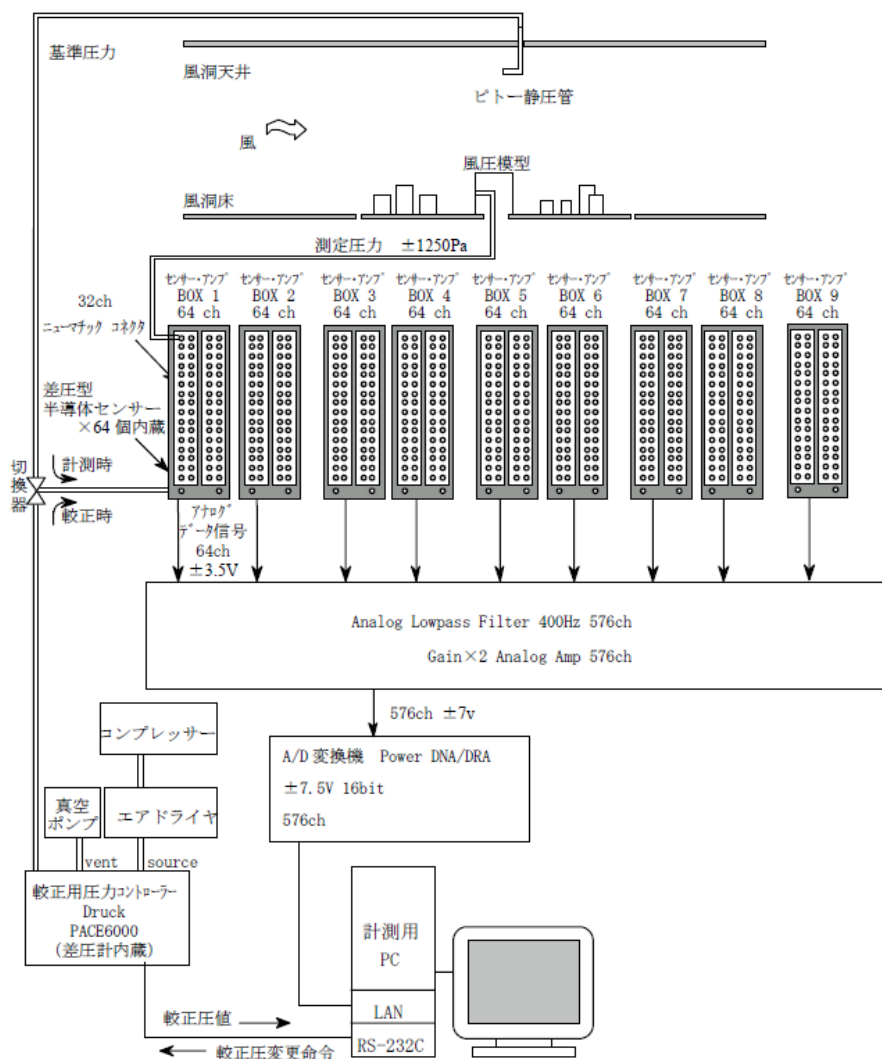 基準圧力
風洞天井
ピトー静圧管
風
風圧模型
風洞床
測定圧力 ±1250Pa
センサー・アンプ
BOX 1
64 ch
センサー・アンプ
BOX 2
64 ch
センサー・アンプ
BOX 3
64 ch
センサー・アンプ
BOX 4
64 ch
センサー・アンプ
BOX 5
64 ch
センサー・アンプ
BOX 6
64 ch
センサー・アンプ
BOX 7
64 ch
センサー・アンプ
BOX 8
64 ch
センサー・アンプ
BOX 9
64 ch
32ch
ニューマチック コネクタ
差圧型
半導体センサー
×64 個内蔵
切換器
計測時
較正時
アナログ
データ信号
64ch
±3.5V
Analog Lowpass Filter 400Hz 576ch
Gain×2 Analog Amp 576ch
576ch ±7v
A/D 変換機 Power DNA/DRA
±7.5V 16bit
576ch
コンプレッサー
真空
ポンプ
エアドライヤ
vent
source
較正用圧力コントローラー
Druck
PACE6000
(差圧計内蔵)
計測用
PC
LAN
RS-232C
較正圧値
較正圧変更命令